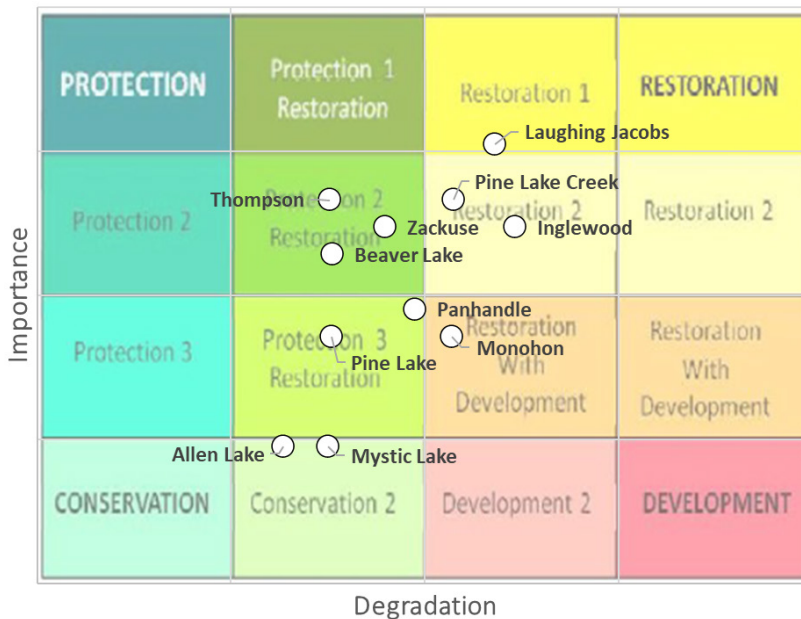 PROTECTION
Protection 1
Restoration
Restoration 1
RESTORATION
Laughing Jacobs
Protection 2
Thompson
Protection 2
Restoration
Zackuse
Beaver Lake
Pine Lake Creek
Restoration 2
Inglewood
Restoration 2
Protection 3
Protection 3
Pine Lake
Restoration
Panhandle
Restoration
Monohon
With
Development
Restoration
With
Development
Allen Lake
Mystic Lake
CONSERVATION
Conservation 2
Development 2
DEVELOPMENT
Importance
Degradation